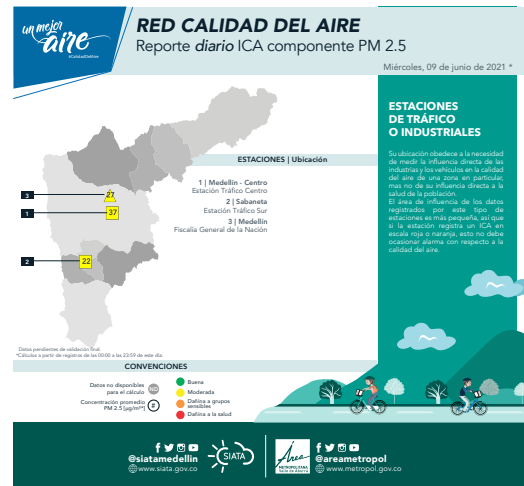 un mejor
aire
#CalidadDelAire
RED CALIDAD DEL AIRE
Reporte diario ICA componente PM 2.5
Miércoles, 09 de junio de 2021 *
ESTACIONES | Ubicación
1 | Medellín - Centro
Estación Tráfico Centro
2 | Sabaneta
Estación Tráfico Sur
3 | Medellín
Fiscalía General de la Nación
3
27
1
37
2
22
ESTACIONES
DE TRÁFICO
O INDUSTRIALES
Su ubicación obedece a la necesidad
de medir la influencia directa de las
industrias y los vehículos en la calidad
del aire de una zona en particular,
mas no de su influencia directa a la
salud de la población.
El área de influencia de los datos
registrados por este tipo de
estaciones es más pequeña, así que
si la estación registra un ICA en
escala roja o naranja, esto no debe
ocasionar alarma con respecto a la
calidad del aire.
Datos pendientes de validación final.
*Cálculos a partir de registros de las 00:00 a las 23:59 de este día.
CONVENCIONES
Datos no disponibles
para el cálculo
ND
Concentración promedio
PM 2.5 [µg/m³*]
#
Buena
Moderada
Dañina a grupos
sensibles
Dañina a la salud
@siatamedellin
www.siata.gov.co
SIATA
Área
METROPOLITANA
Valle de Aburrá
@areametropol
www.metropol.gov.co